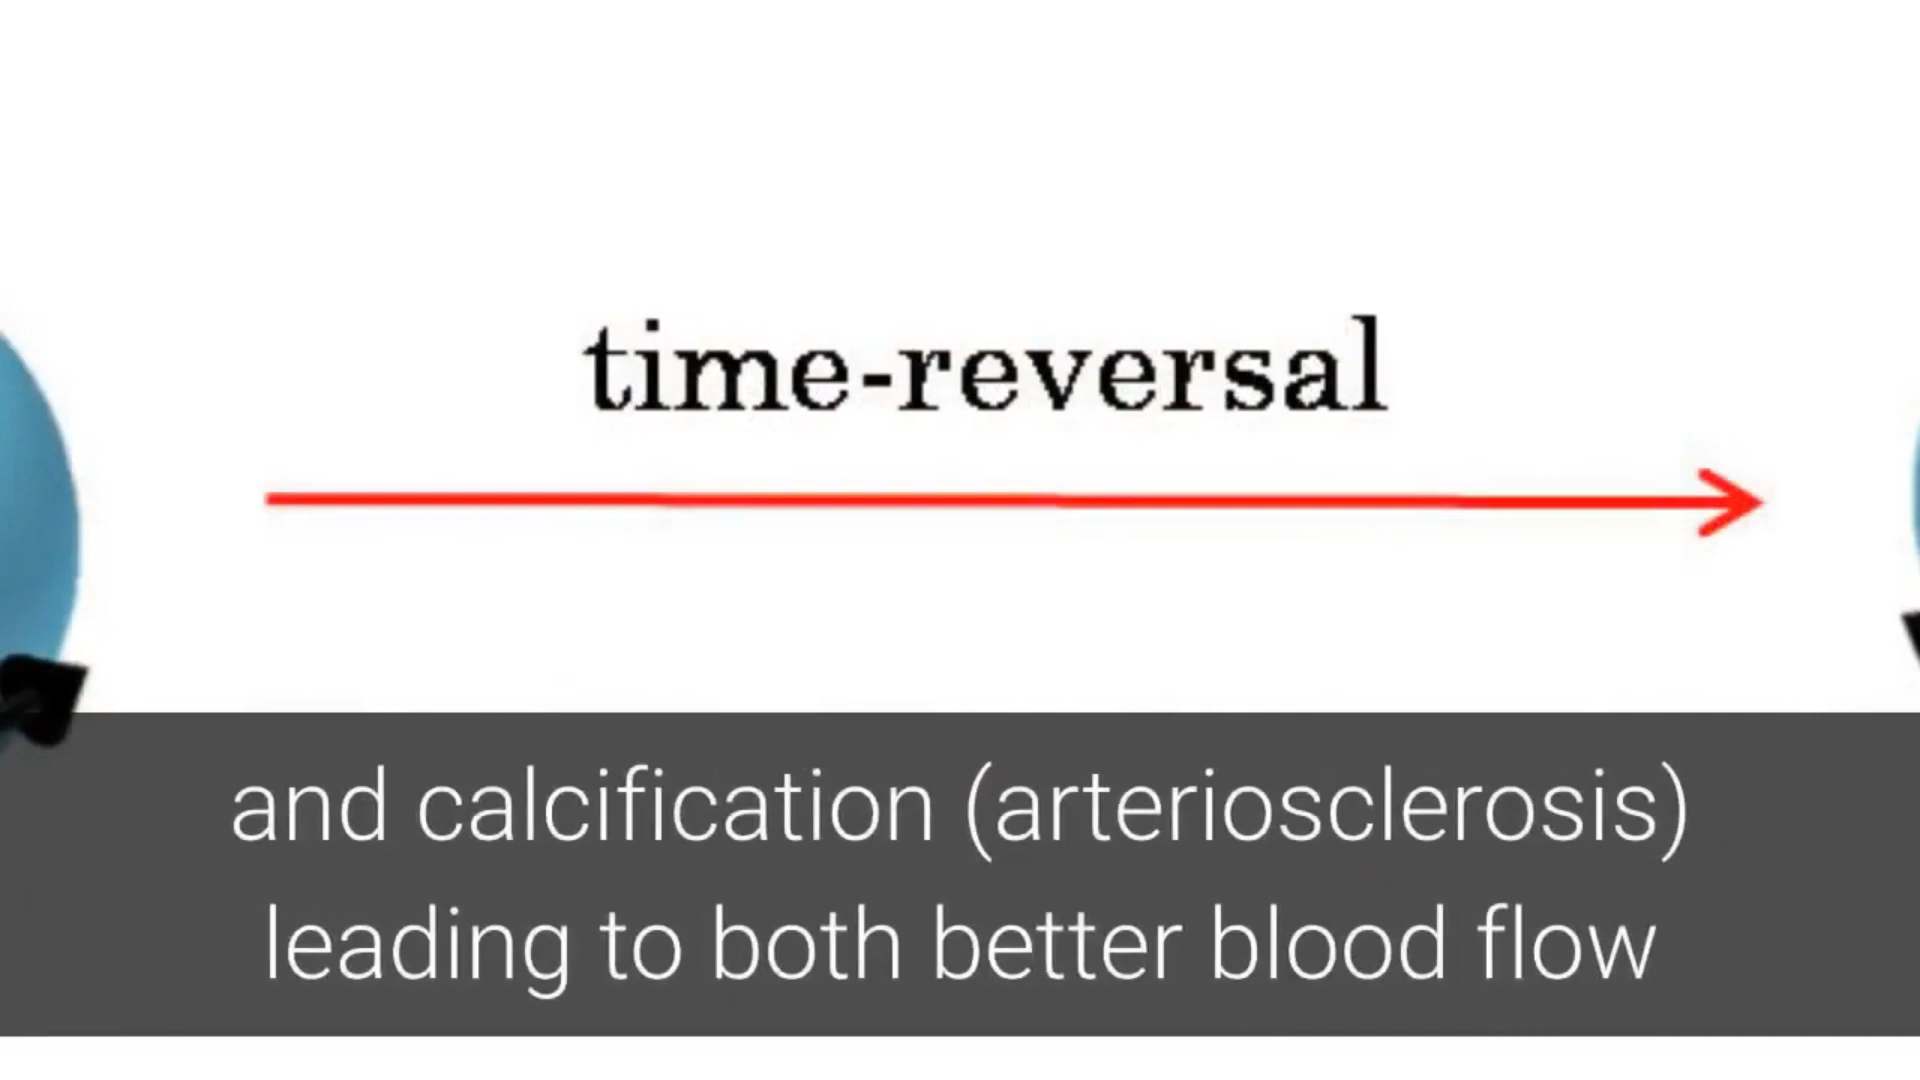 time-reversal
and calcification (arteriosclerosis)
leading to both better blood flow